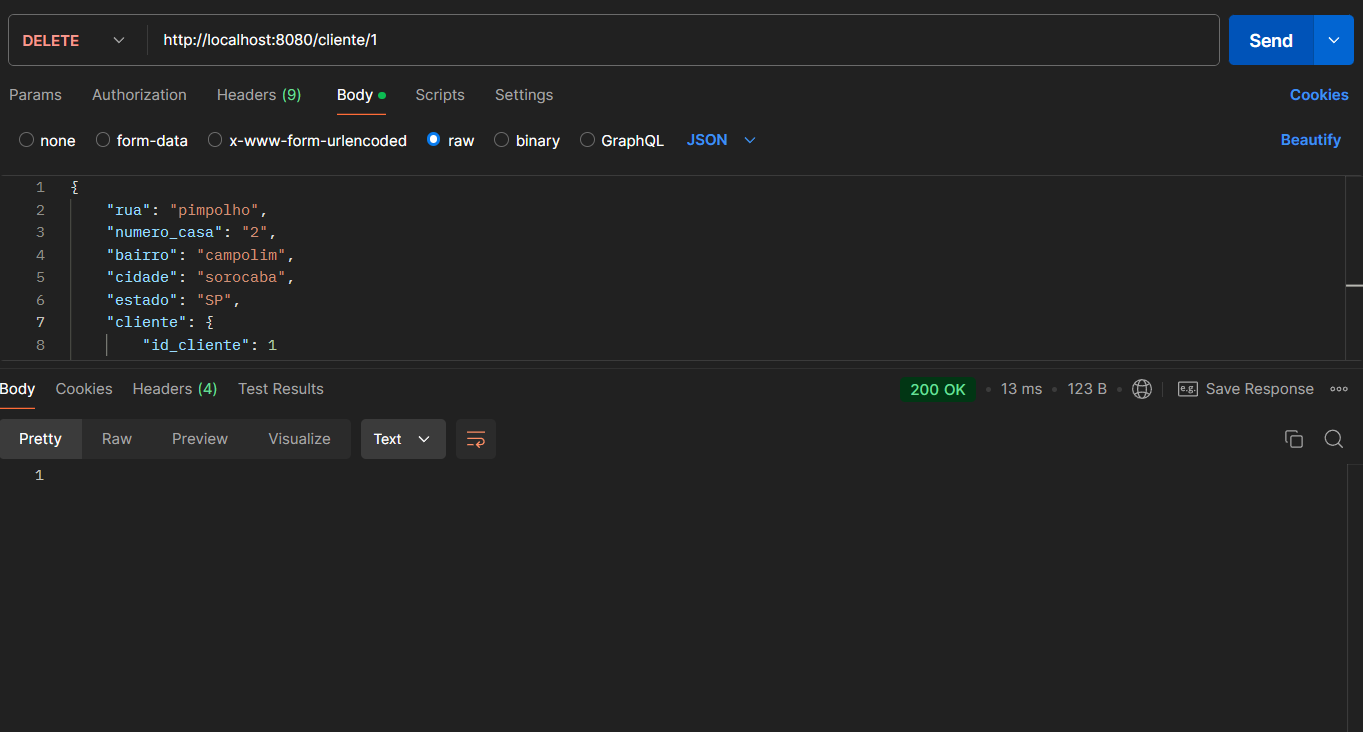 DELETE http://localhost:8080/cliente/1 Send
Params Authorization Headers (9) Body Scripts Settings Cookies
none form-data x-www-form-urlencoded raw binary GraphQL JSON Beautify
1 {
2 "rua": "pimpolho",
3 "numero_casa": "2",
4 "bairro": "campolim",
5 "cidade": "sorocaba",
6 "estado": "SP",
7 "cliente": {
8 "id_cliente": 1
Body Cookies Headers (4) Test Results 200 OK 13 ms 123 B e.g. Save Response
Pretty Raw Preview Visualize Text
1